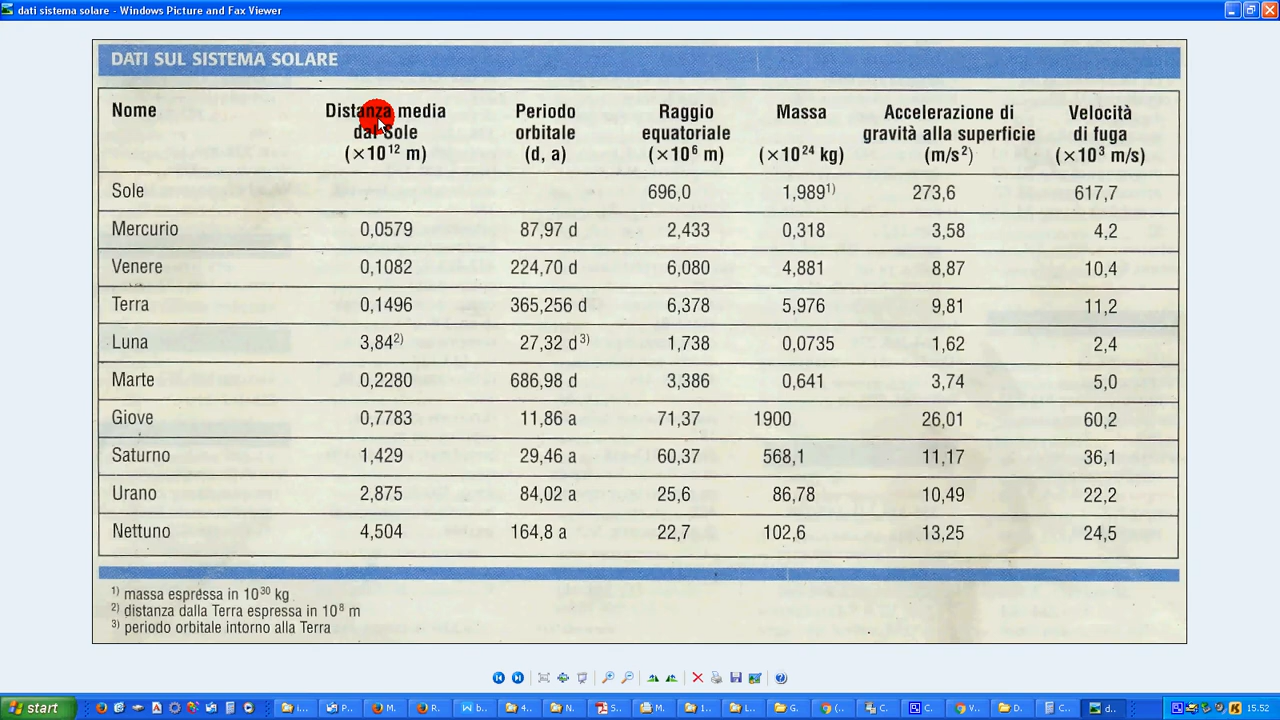 dati sistema solare - Windows Picture and Fax Viewer
DATI SUL SISTEMA SOLARE
Nome Distanza media dal Sole (×10¹² m) Periodo orbitale (d, a) Raggio equatoriale (×10⁶ m) Massa (×10²⁴ kg) Accelerazione di gravità alla superficie (m/s²) Velocità di fuga (×10³ m/s)
Sole 696,0 1,989¹⁾ 273,6 617,7
Mercurio 0,0579 87,97 d 2,433 0,318 3,58 4,2
Venere 0,1082 224,70 d 6,080 4,881 8,87 10,4
Terra 0,1496 365,256 d 6,378 5,976 9,81 11,2
Luna 3,84²⁾ 27,32 d³⁾ 1,738 0,0735 1,62 2,4
Marte 0,2280 686,98 d 3,386 0,641 3,74 5,0
Giove 0,7783 11,86 a 71,37 1900 26,01 60,2
Saturno 1,429 29,46 a 60,37 568,1 11,17 36,1
Urano 2,875 84,02 a 25,6 86,78 10,49 22,2
Nettuno 4,504 164,8 a 22,7 102,6 13,25 24,5
¹⁾ massa espressa in 10³⁰ kg
²⁾ distanza dalla Terra espressa in 10⁸ m
³⁾ periodo orbitale intorno alla Terra
start i... P... M... R... b... 4... N... S... M... 1... L... G... (... C... C... V... D... C... d... 15.52